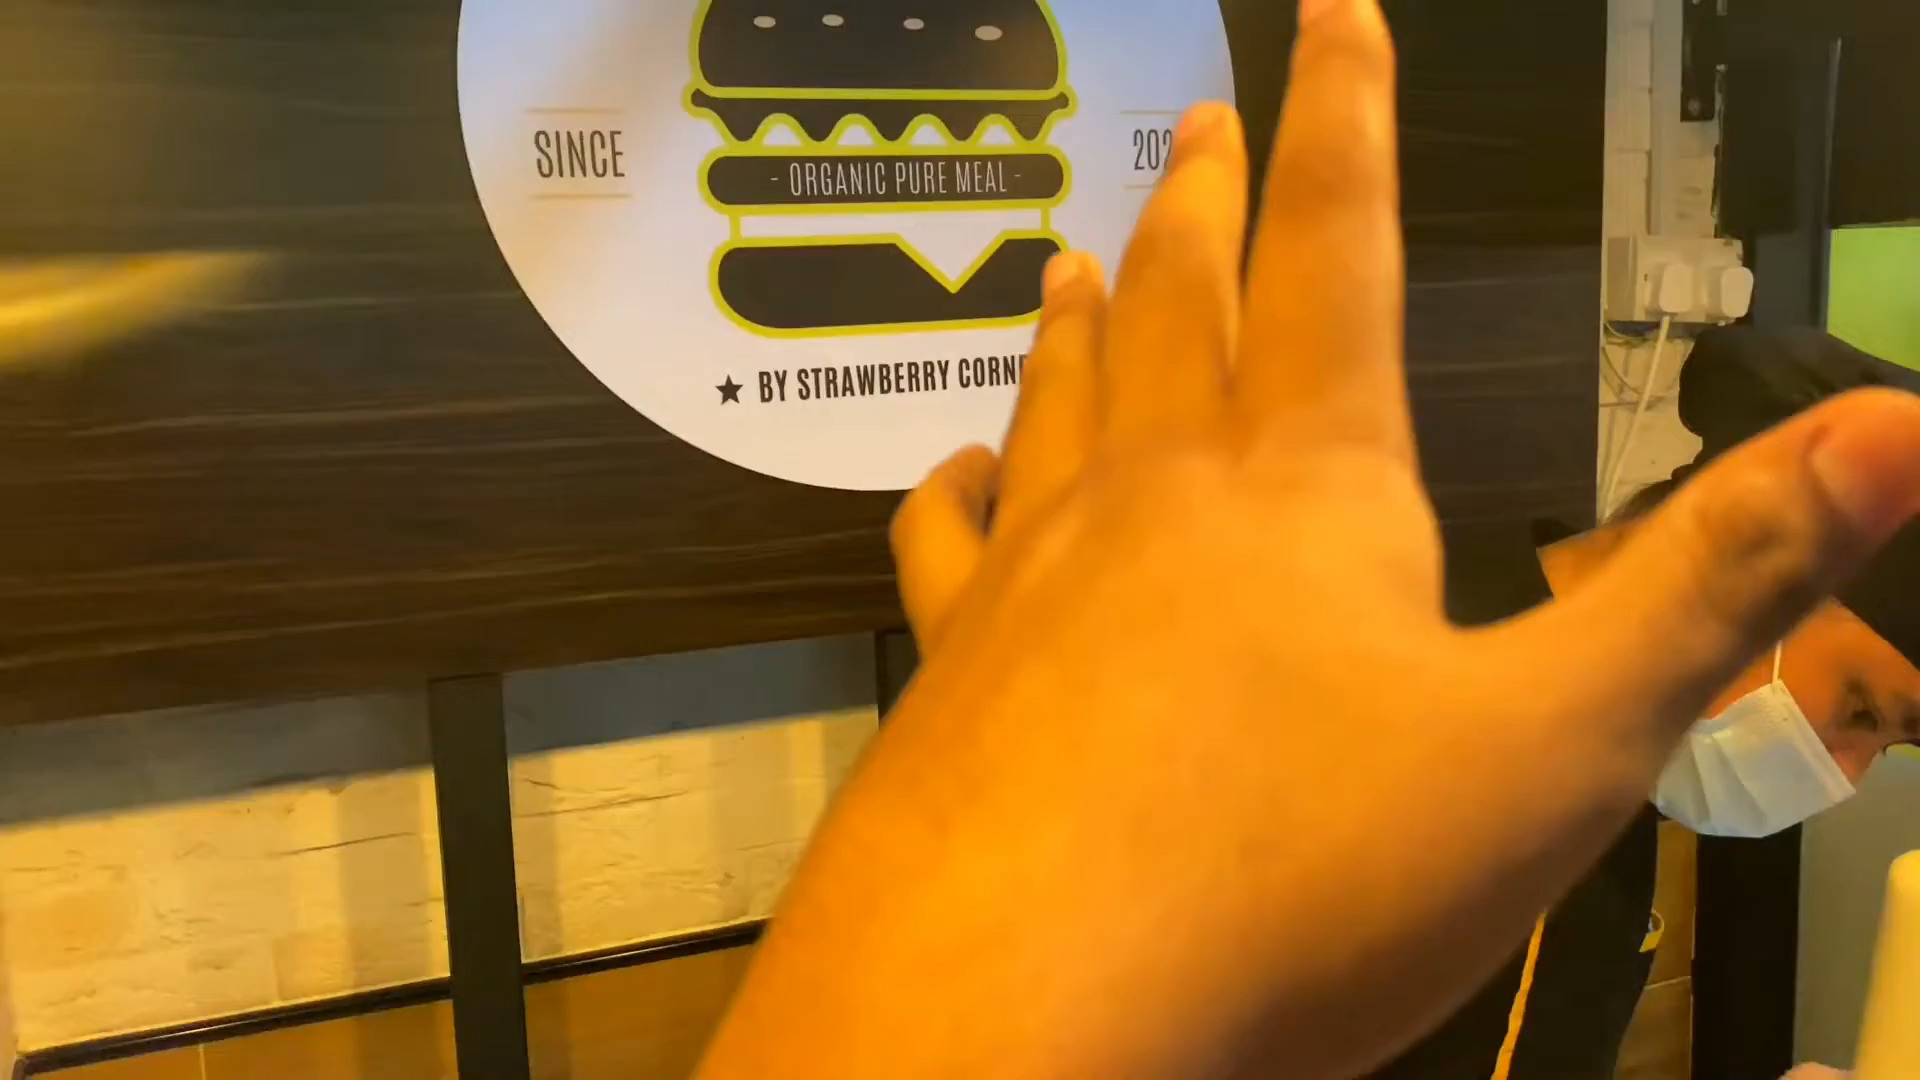 SINCE
- ORGANIC PURE MEAL -
★ BY STRAWBERRY